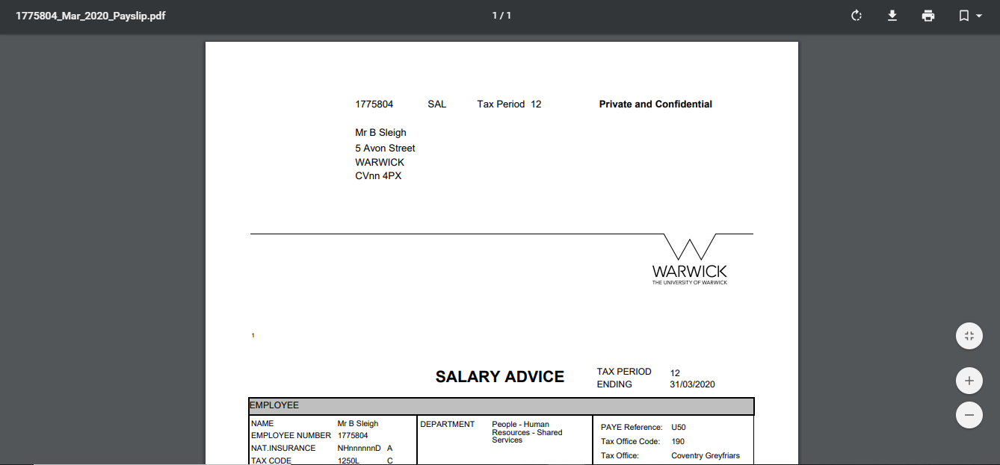 1775804_Mar_2020_Payslip.pdf 1 / 1
1775804 SAL Tax Period 12 Private and Confidential
Mr B Sleigh
5 Avon Street
WARWICK
CVnn 4PX
WARWICK
THE UNIVERSITY OF WARWICK
1
SALARY ADVICE
TAX PERIOD 12
ENDING 31/03/2020
EMPLOYEE
NAME Mr B Sleigh
EMPLOYEE NUMBER 1775804
NAT.INSURANCE NHnnnnnnD A
TAX CODE 1250L C
DEPARTMENT People - Human
Resources - Shared
Services
PAYE Reference: U50
Tax Office Code: 190
Tax Office: Coventry Greyfriars